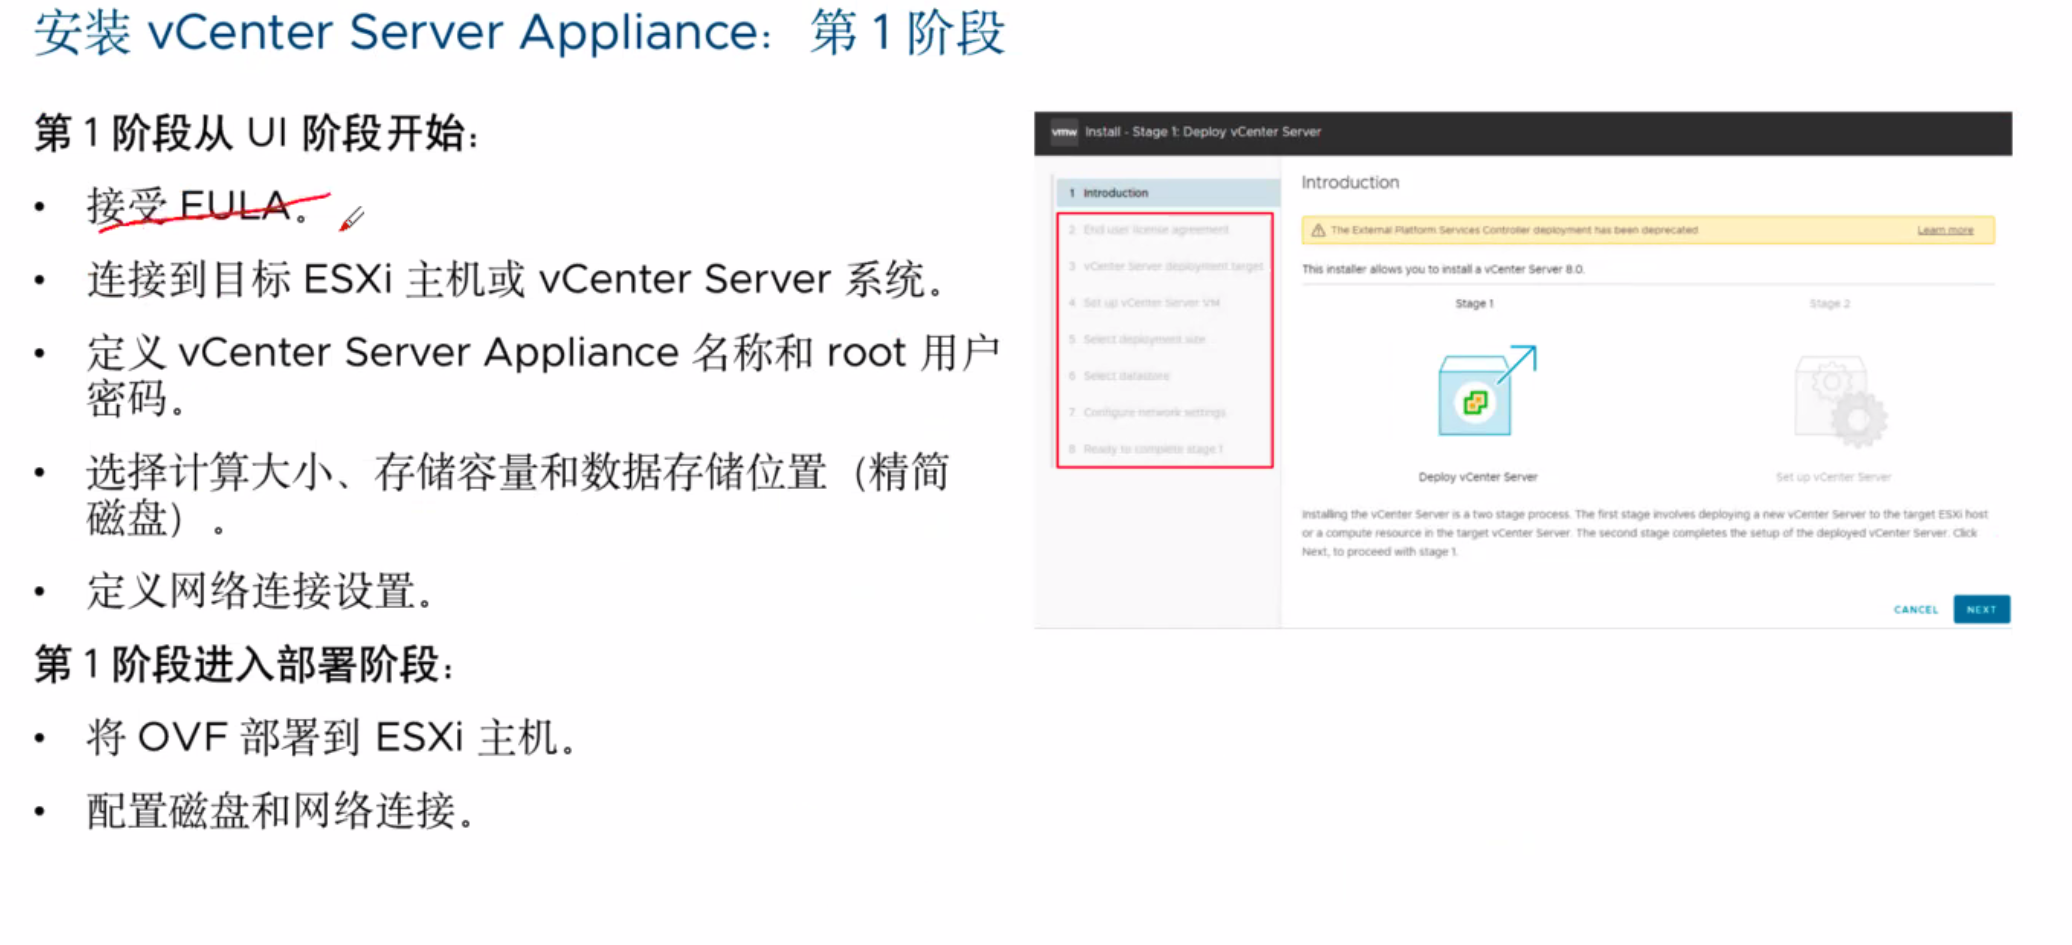 安装 vCenter Server Appliance：第 1 阶段
第 1 阶段从 UI 阶段开始：
• 接受 EULA。
• 连接到目标 ESXi 主机或 vCenter Server 系统。
• 定义 vCenter Server Appliance 名称和 root 用户
密码。
• 选择计算大小、存储容量和数据存储位置（精简
磁盘）。
• 定义网络连接设置。
第 1 阶段进入部署阶段：
• 将 OVF 部署到 ESXi 主机。
• 配置磁盘和网络连接。
vmw Install - Stage 1: Deploy vCenter Server
1 Introduction
2 End user license agreement
3 vCenter Server deployment target
4 Set up vCenter Server VM
5 Select deployment size
6 Select datastore
7 Configure network settings
8 Ready to complete stage 1
Introduction
The External Platform Services Controller deployment has been deprecated. Learn more
This installer allows you to install a vCenter Server 8.0.
Stage 1
Stage 2
Deploy vCenter Server
Set up vCenter Server
Installing the vCenter Server is a two stage process. The first stage involves deploying a new vCenter Server to the target ESXi host
or a compute resource in the target vCenter Server. The second stage completes the setup of the deployed vCenter Server. Click
Next, to proceed with stage 1.
CANCEL NEXT